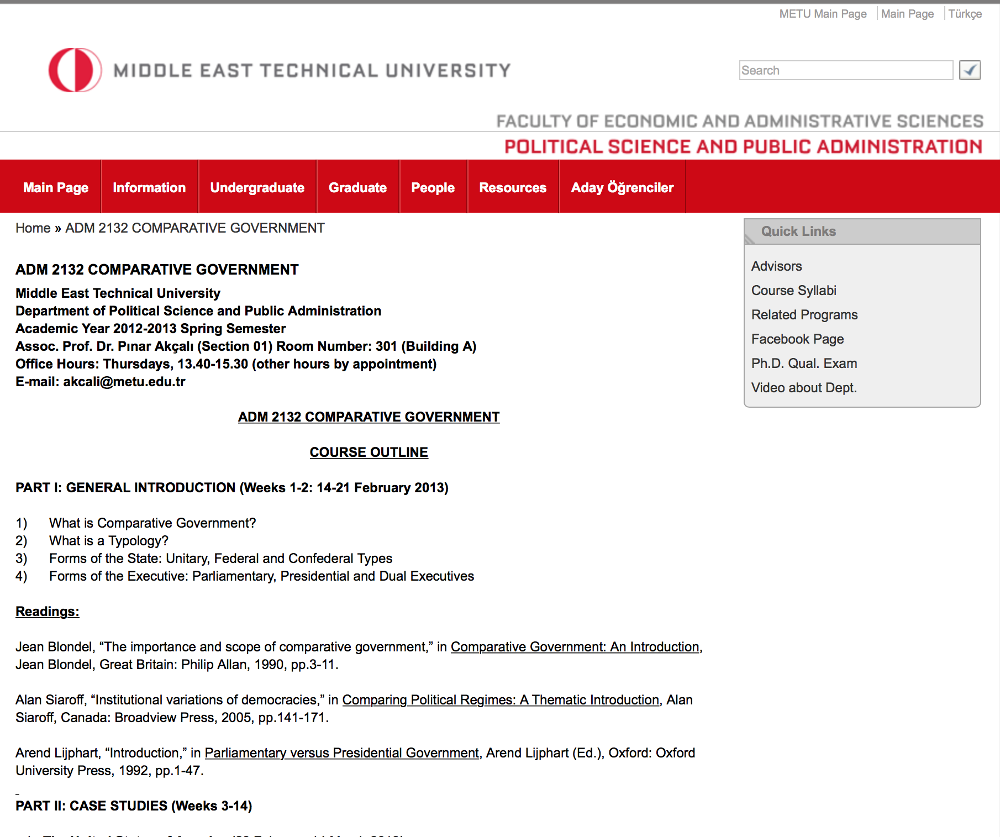 METU Main Page
Main Page
Türkçe
MIDDLE EAST TECHNICAL UNIVERSITY
Search
FACULTY OF ECONOMIC AND ADMINISTRATIVE SCIENCES
POLITICAL SCIENCE AND PUBLIC ADMINISTRATION
Main Page
Information
Undergraduate
Graduate
People
Resources
Aday Öğrenciler
Home » ADM 2132 COMPARATIVE GOVERNMENT
ADM 2132 COMPARATIVE GOVERNMENT
Middle East Technical University
Department of Political Science and Public Administration
Academic Year 2012-2013 Spring Semester
Assoc. Prof. Dr. Pınar Akçalı (Section 01) Room Number: 301 (Building A)
Office Hours: Thursdays, 13.40-15.30 (other hours by appointment)
E-mail: akcali@metu.edu.tr
ADM 2132 COMPARATIVE GOVERNMENT
COURSE OUTLINE
PART I: GENERAL INTRODUCTION (Weeks 1-2: 14-21 February 2013)
1) What is Comparative Government?
2) What is a Typology?
3) Forms of the State: Unitary, Federal and Confederal Types
4) Forms of the Executive: Parliamentary, Presidential and Dual Executives
Readings:
Jean Blondel, “The importance and scope of comparative government,” in Comparative Government: An Introduction,
Jean Blondel, Great Britain: Philip Allan, 1990, pp.3-11.
Alan Siaroff, “Institutional variations of democracies,” in Comparing Political Regimes: A Thematic Introduction, Alan
Siaroff, Canada: Broadview Press, 2005, pp.141-171.
Arend Lijphart, “Introduction,” in Parliamentary versus Presidential Government, Arend Lijphart (Ed.), Oxford: Oxford
University Press, 1992, pp.1-47.
PART II: CASE STUDIES (Weeks 3-14)
Quick Links
Advisors
Course Syllabi
Related Programs
Facebook Page
Ph.D. Qual. Exam
Video about Dept.